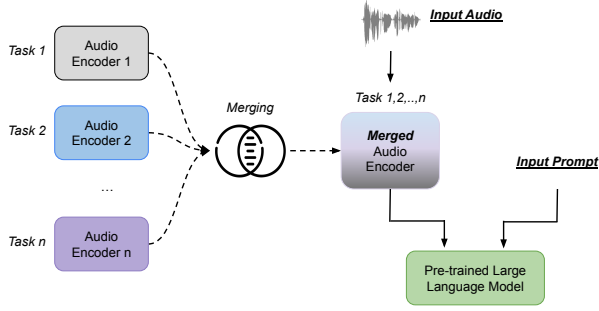 Task 1
Audio
Encoder 1
Task 2
Audio
Encoder 2
...
Task n
Audio
Encoder n
Merging
Input Audio
Task 1,2,..,n
Merged
Audio
Encoder
Input Prompt
Pre-trained Large
Language Model